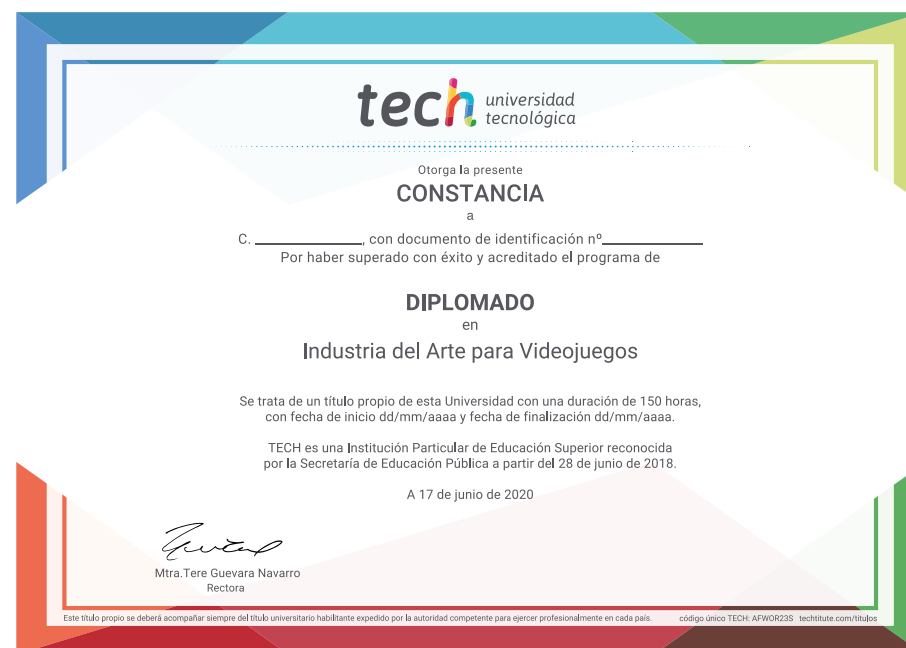 tech universidad
tecnológica
Otorga la presente
CONSTANCIA
a
C. ____________, con documento de identificación nº____________
Por haber superado con éxito y acreditado el programa de
DIPLOMADO
en
Industria del Arte para Videojuegos
Se trata de un título propio de esta Universidad con una duración de 150 horas,
con fecha de inicio dd/mm/aaaa y fecha de finalización dd/mm/aaaa.
TECH es una Institución Particular de Educación Superior reconocida
por la Secretaría de Educación Pública a partir del 28 de junio de 2018.
A 17 de junio de 2020
Mtra.Tere Guevara Navarro
Rectora
Este título propio se deberá acompañar siempre del título universitario habilitante expedido por la autoridad competente para ejercer profesionalmente en cada país. código único TECH: AFWOR23S techtitute.com/titulos